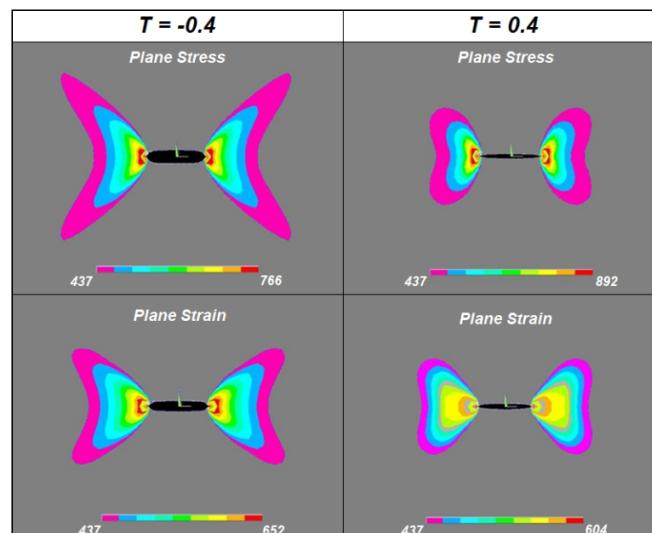 T = -0.4
T = 0.4
Plane Stress
Plane Stress
437
766
437
892
Plane Strain
Plane Strain
437
652
437
604